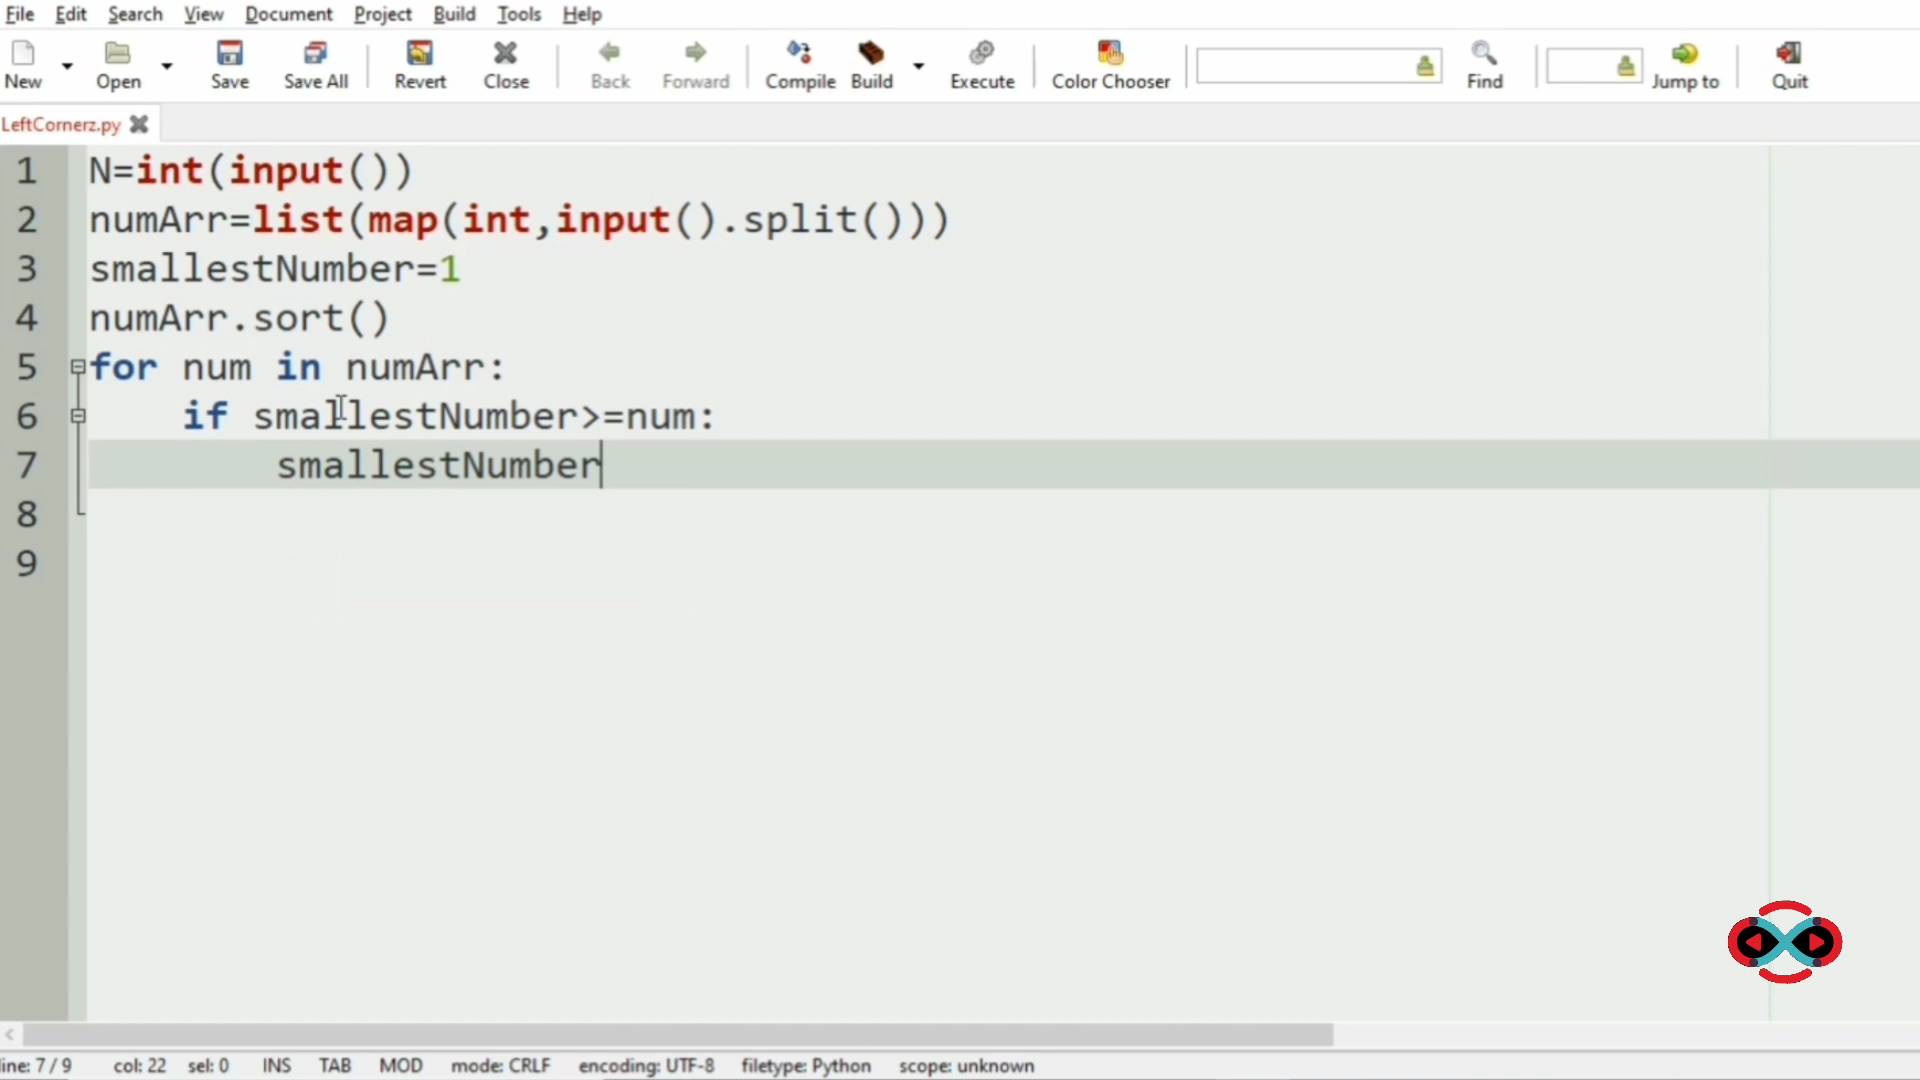 File Edit Search View Document Project Build Tools Help
New Open Save Save All Revert Close Back Forward Compile Build Execute Color Chooser Find Jump to Quit
LeftCornerz.py
1 N=int(input())
2 numArr=list(map(int,input().split()))
3 smallestNumber=1
4 numArr.sort()
5 for num in numArr:
6 if smallestNumber>=num:
7 smallestNumber
8
9
line: 7 / 9 col: 22 sel: 0 INS TAB MOD mode: CRLF encoding: UTF-8 filetype: Python scope: unknown